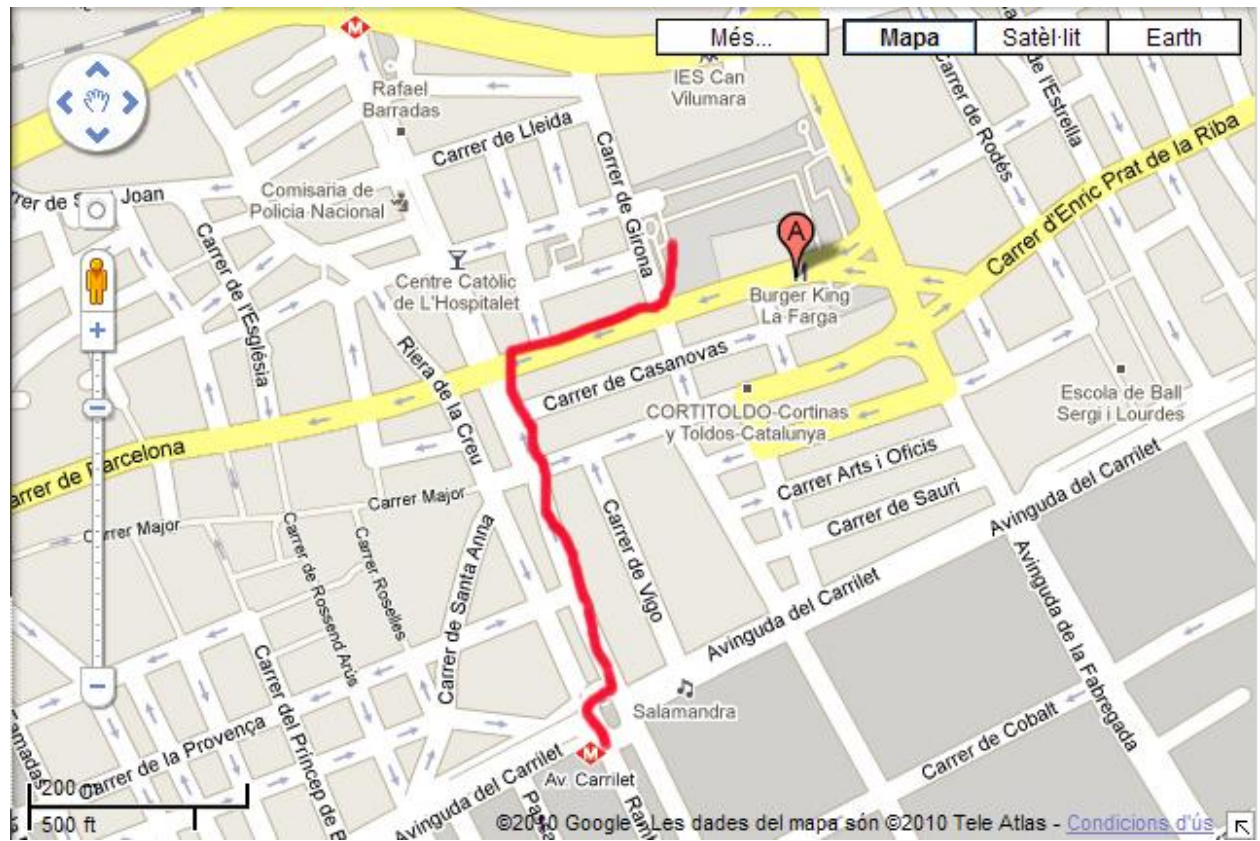 Més...
Mapa
Satèl·lit
Earth
M
IES Can
Vilumara
Rafael
Barradas
Carrer de Rodés
de l'Estrella
Carrer de Lleida
Carrer de Girona
Carrer d'Enric Prat de la Riba
Joan
Comisaria de
Policia Nacional
Carrer de l'Església
Centre Catòlic
de L'Hospitalet
A
Burger King
La Farga
Riera de la Creu
Carrer de Casanovas
CORTITOLDO-Cortinas
y Toldos-Catalunya
Escola de Ball
Sergi i Lourdes
Carrer de Barcelona
Carrer Arts i Oficis
Carrer de Sauri
Carrer Major
Carrer Major
Avinguda del Carrilet
Carrer de Rossend Arús
Carrer Roselles
Carrer de Santa Anna
Carrer de Vigo
Avinguda del Carrilet
Avinguda de la Fabregada
Salamandra
Carrer de la Provença
Carrer del Príncep de
Carrer de Cobalt
M
Av. Carrilet
Avinguda del Carrilet
200 m
500 ft
©2010 Google - Les dades del mapa són ©2010 Tele Atlas - Condicions d'ús